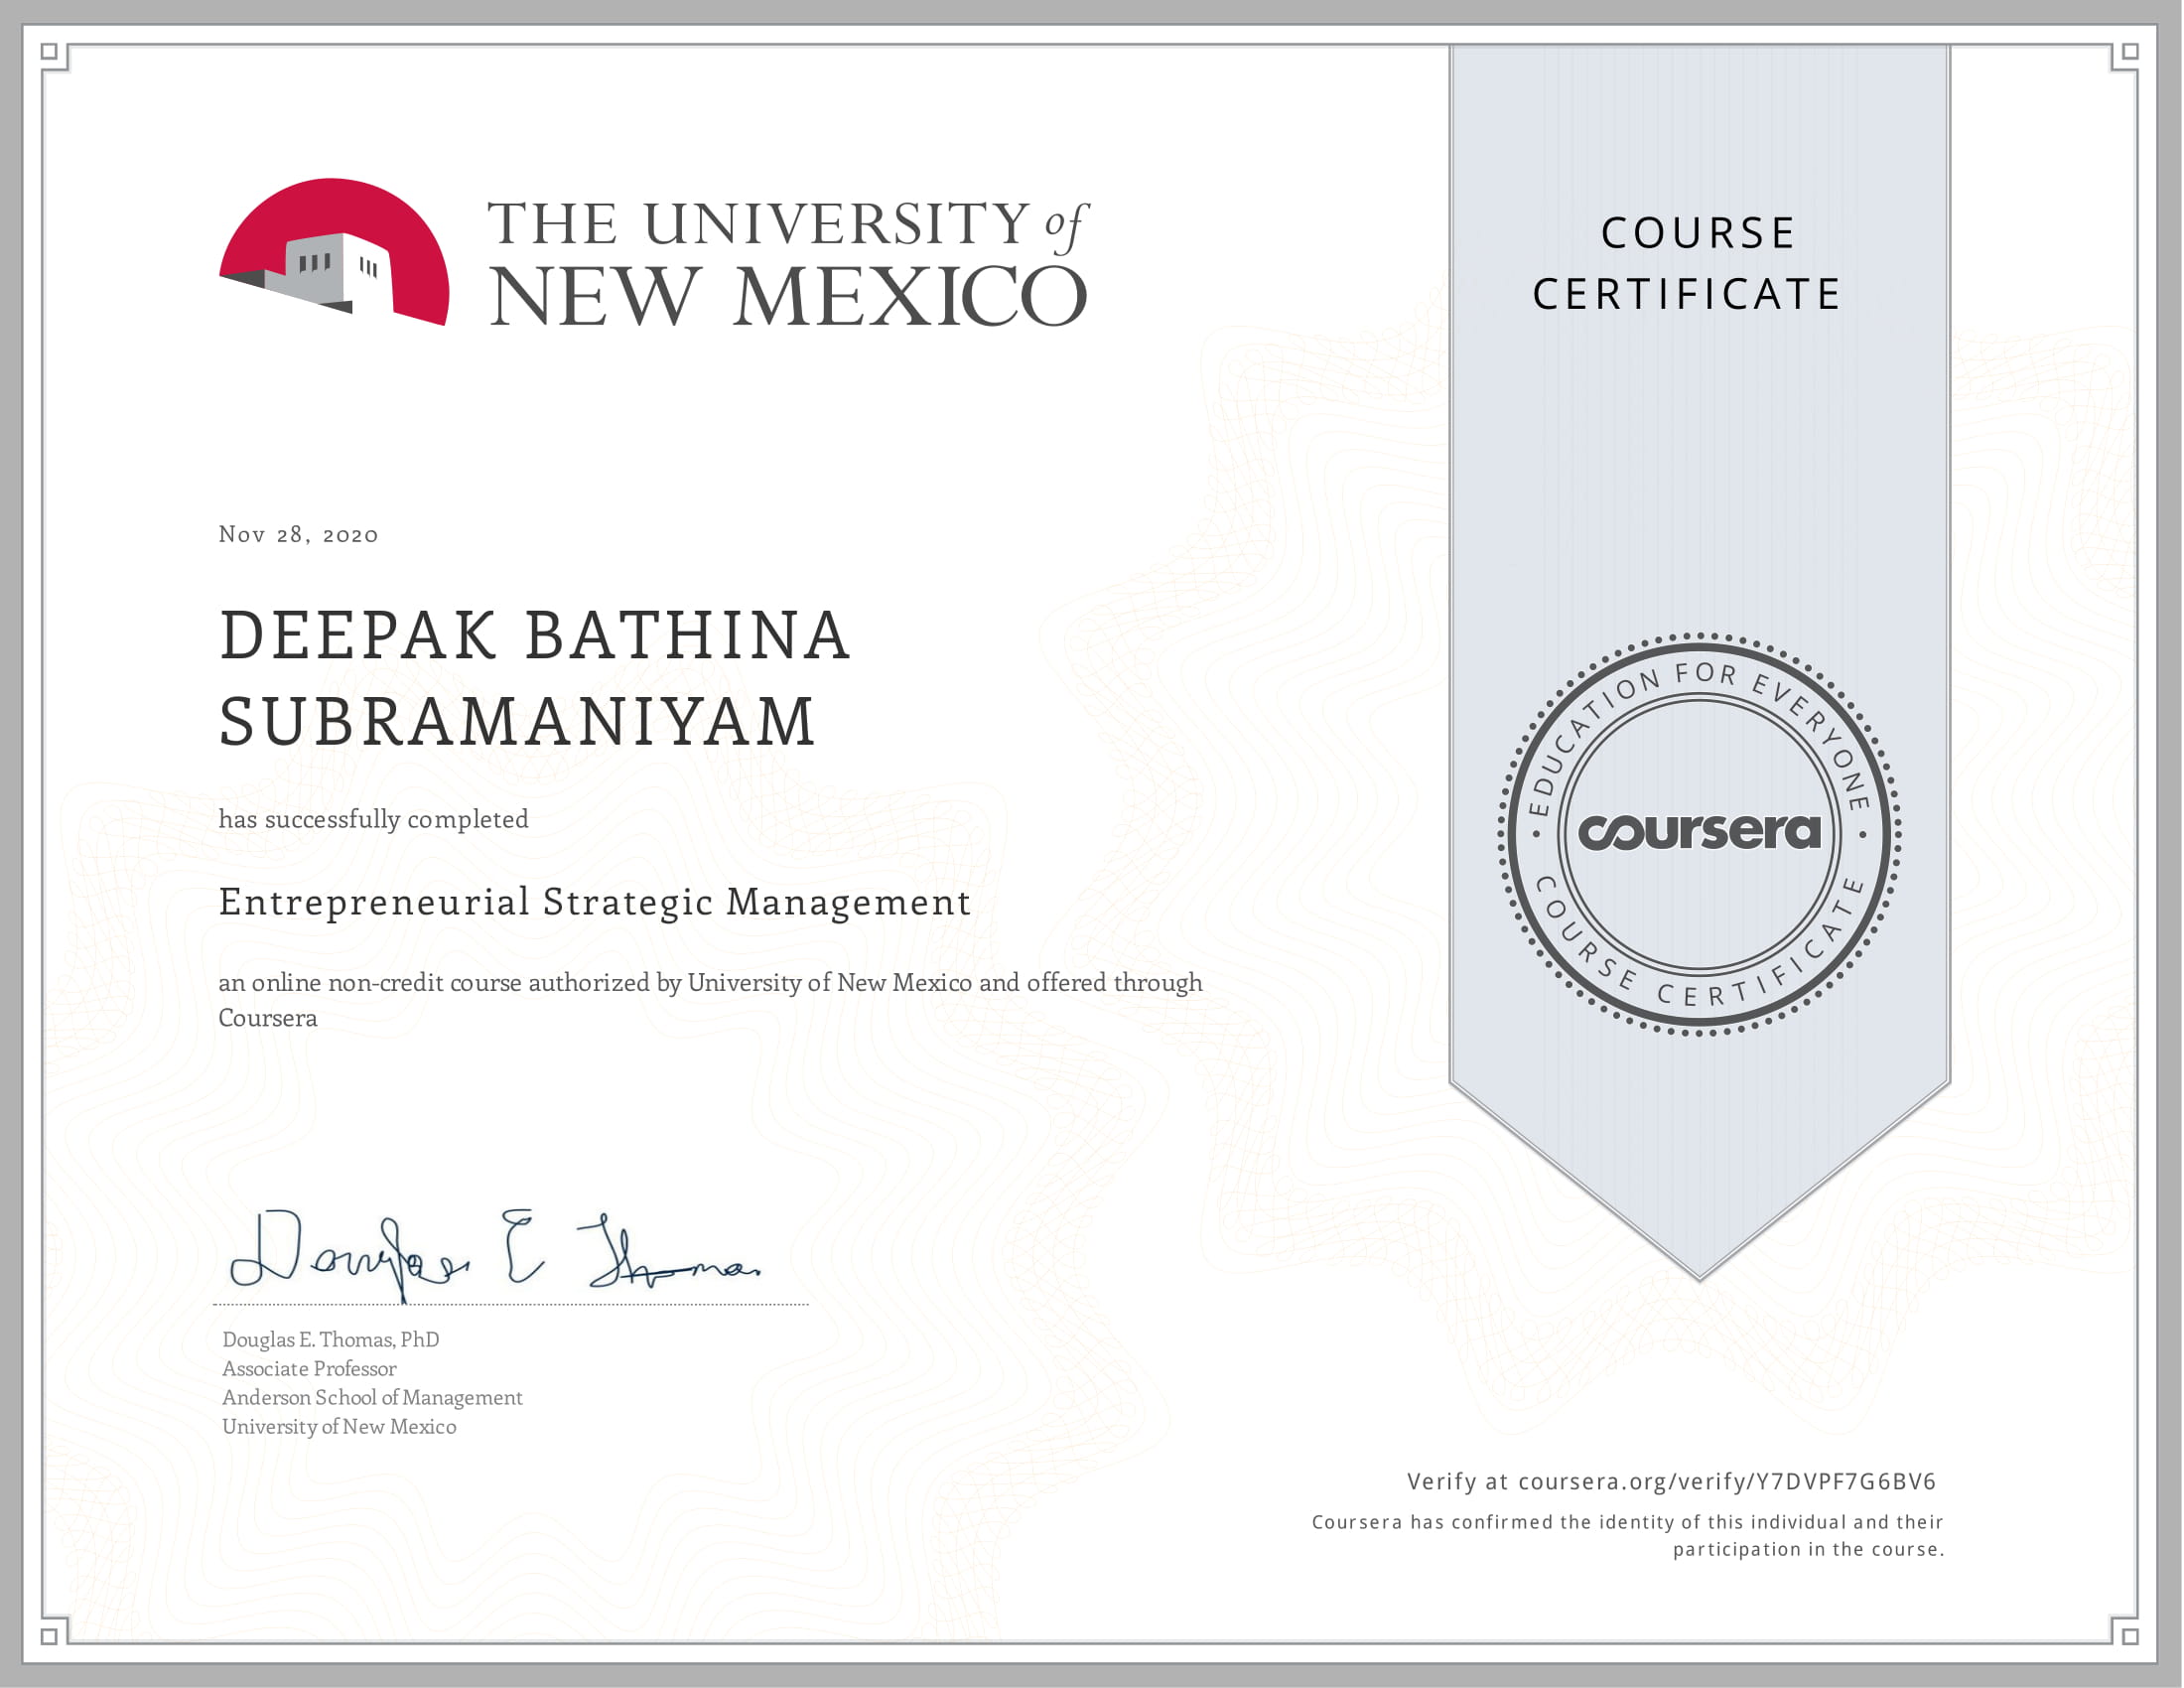 THE UNIVERSITY of
NEW MEXICO
COURSE
CERTIFICATE
Nov 28, 2020
DEEPAK BATHINA
SUBRAMANIYAM
has successfully completed
Entrepreneurial Strategic Management
an online non-credit course authorized by University of New Mexico and offered through
Coursera
EDUCATION FOR EVERYONE
coursera
COURSE CERTIFICATE
Douglas E Thomas
Douglas E. Thomas, PhD
Associate Professor
Anderson School of Management
University of New Mexico
Verify at coursera.org/verify/Y7DVPF7G6BV6
Coursera has confirmed the identity of this individual and their
participation in the course.